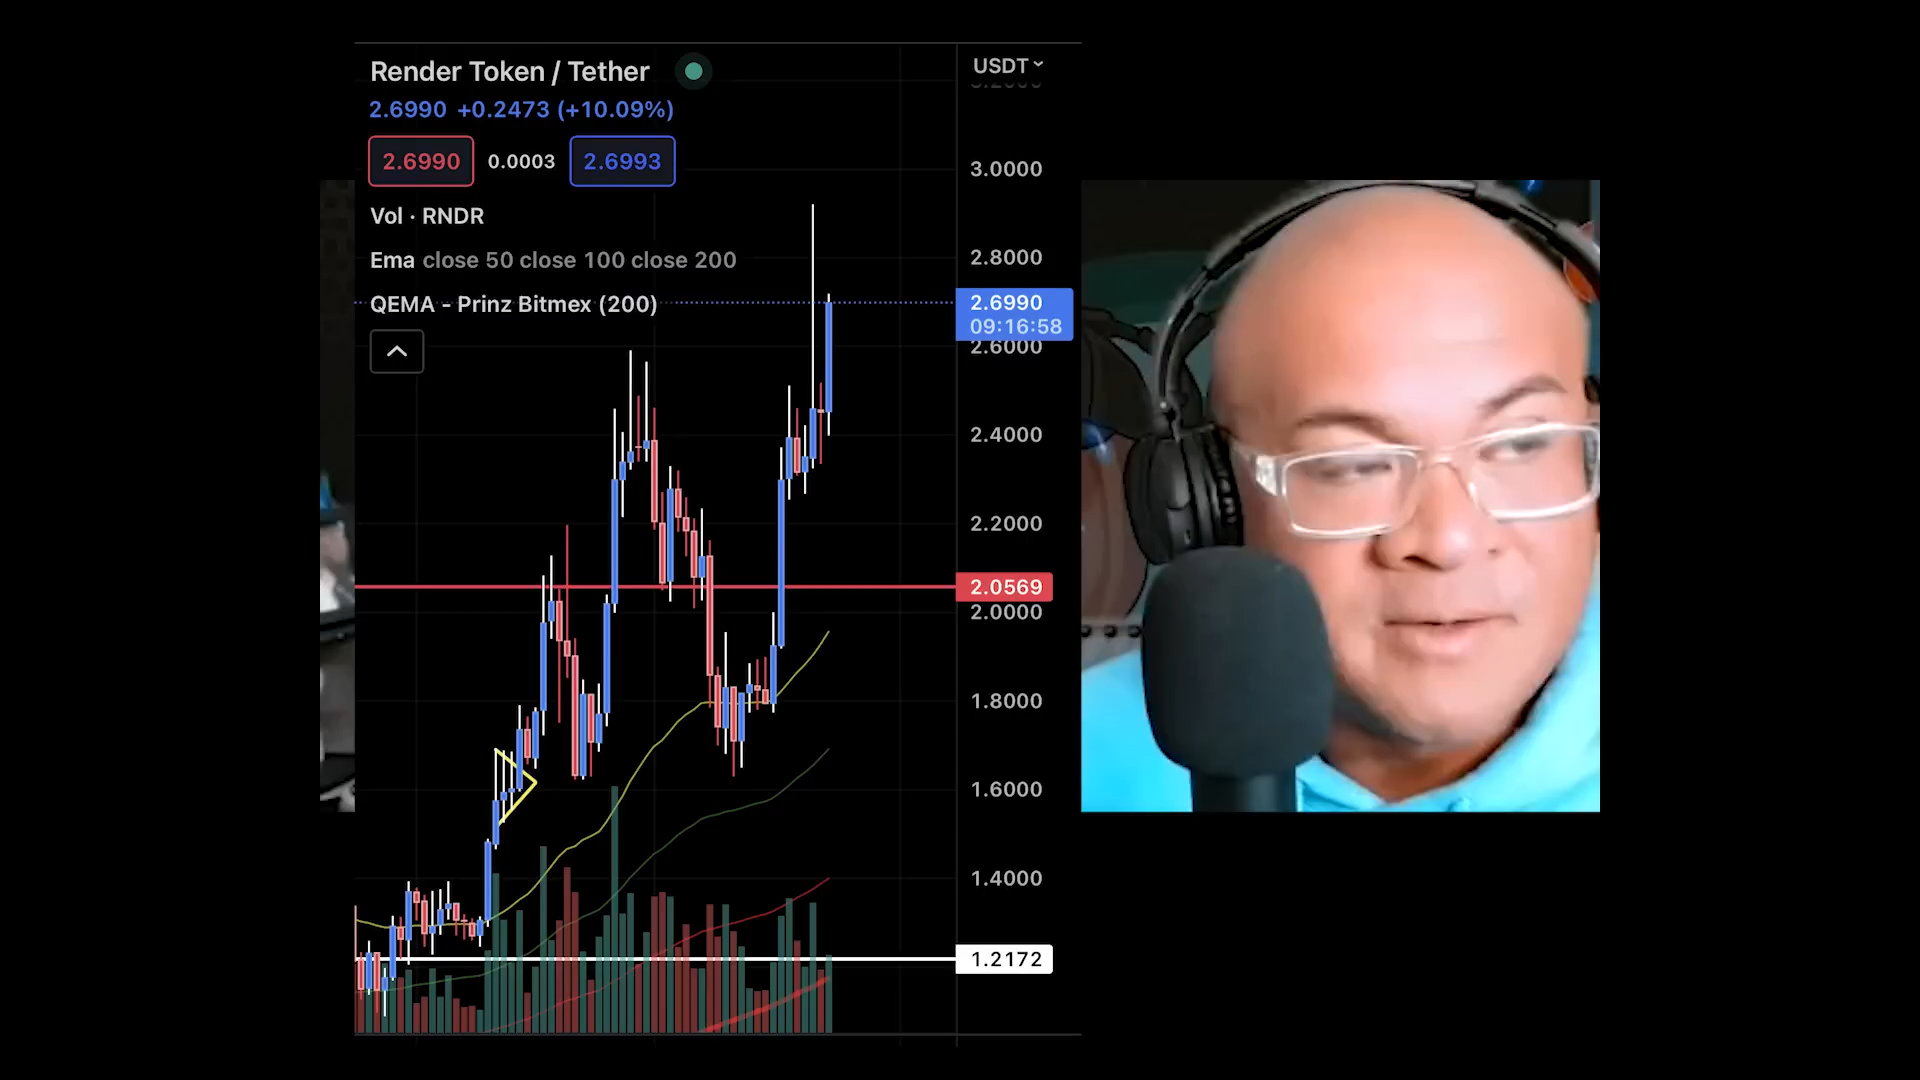 Render Token / Tether
USDT
2.6990 +0.2473 (+10.09%)
2.6990 0.0003 2.6993
3.0000
Vol · RNDR
Ema close 50 close 100 close 200
2.8000
QEMA - Prinz Bitmex (200)
2.6990
09:16:58
2.6000
2.4000
2.2000
2.0569
2.0000
1.8000
1.6000
1.4000
1.2172